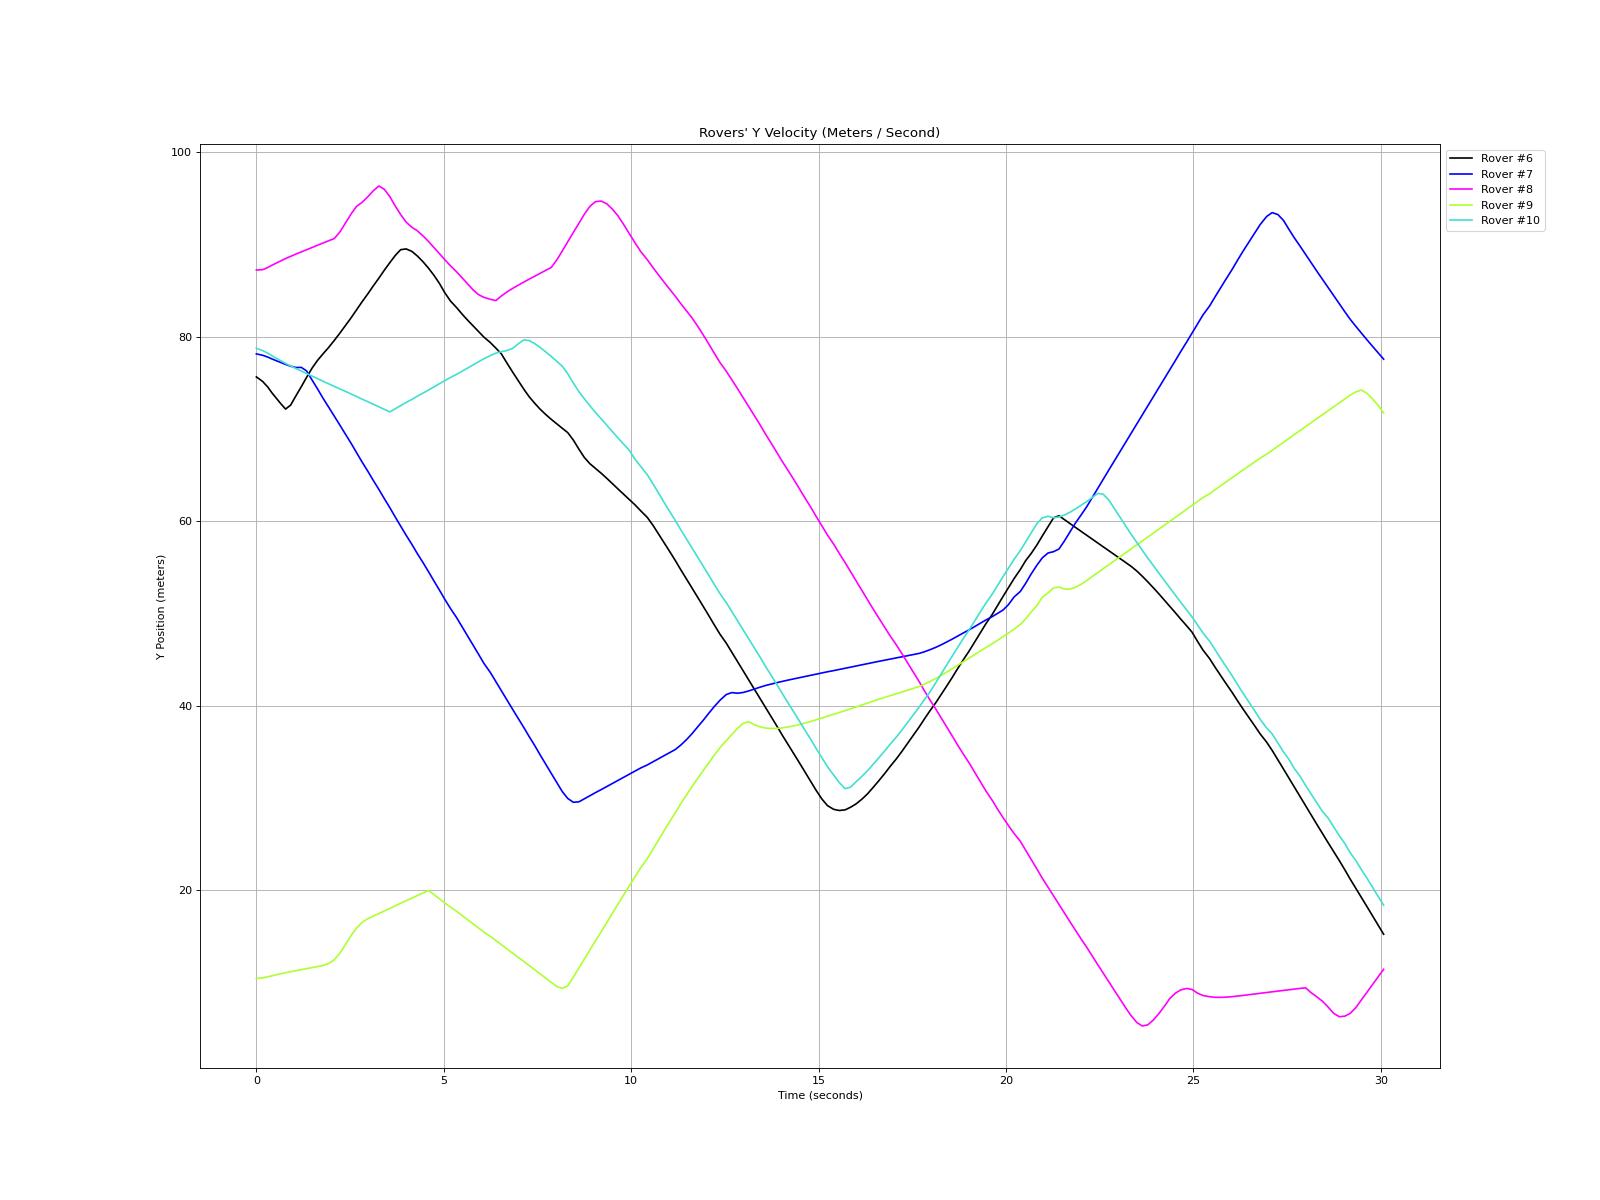 Rovers' Y Velocity (Meters / Second)
100
80
60
40
20
Y Position (meters)
0 5 10 15 20 25 30
Time (seconds)
Rover #6
Rover #7
Rover #8
Rover #9
Rover #10